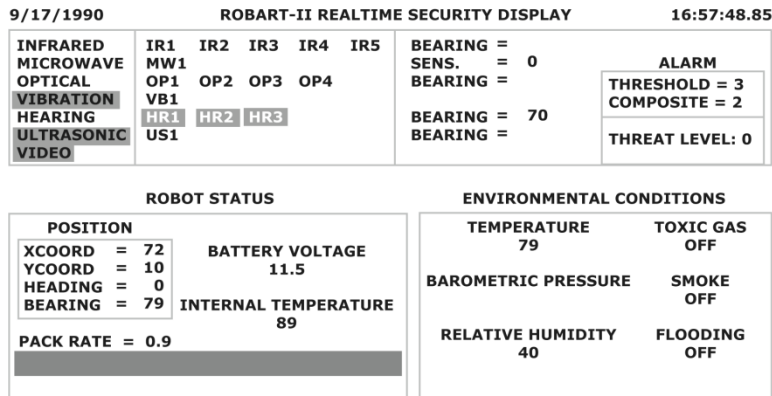 9/17/1990 ROBART-II REALTIME SECURITY DISPLAY 16:57:48.85
INFRARED IR1 IR2 IR3 IR4 IR5 BEARING =
MICROWAVE MW1 SENS. = 0 ALARM
OPTICAL OP1 OP2 OP3 OP4 BEARING = THRESHOLD = 3
VIBRATION VB1 COMPOSITE = 2
HEARING HR1 HR2 HR3 BEARING = 70
ULTRASONIC US1 BEARING = THREAT LEVEL: 0
VIDEO
ROBOT STATUS
POSITION
XCOORD = 72
YCOORD = 10
HEADING = 0
BEARING = 79
PACK RATE = 0.9
BATTERY VOLTAGE
11.5
INTERNAL TEMPERATURE
89
ENVIRONMENTAL CONDITIONS
TEMPERATURE TOXIC GAS
79 OFF
BAROMETRIC PRESSURE SMOKE
OFF
RELATIVE HUMIDITY FLOODING
40 OFF